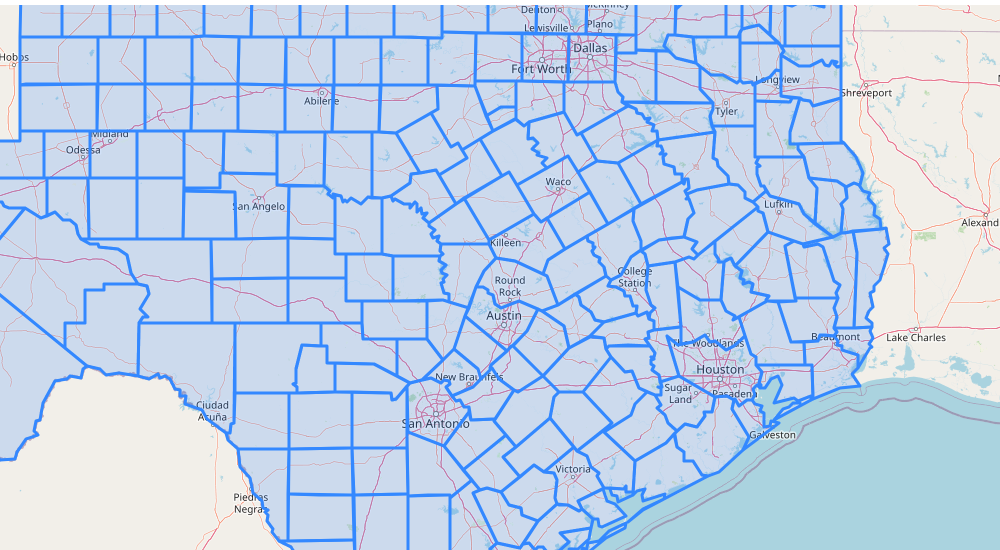 Denton
McKinney
Lewisville
Plano
Hobbs
Dallas
Fort Worth
Longview
Shreveport
Abilene
Tyler
Midland
Odessa
Waco
San Angelo
Lufkin
Alexand
Killeen
College
Station
Round
Rock
Austin
Beaumont
Lake Charles
The Woodlands
Houston
New Braunfels
Sugar
Land
Pasadena
Ciudad
Acuña
San Antonio
Galveston
Victoria
Piedras
Negras